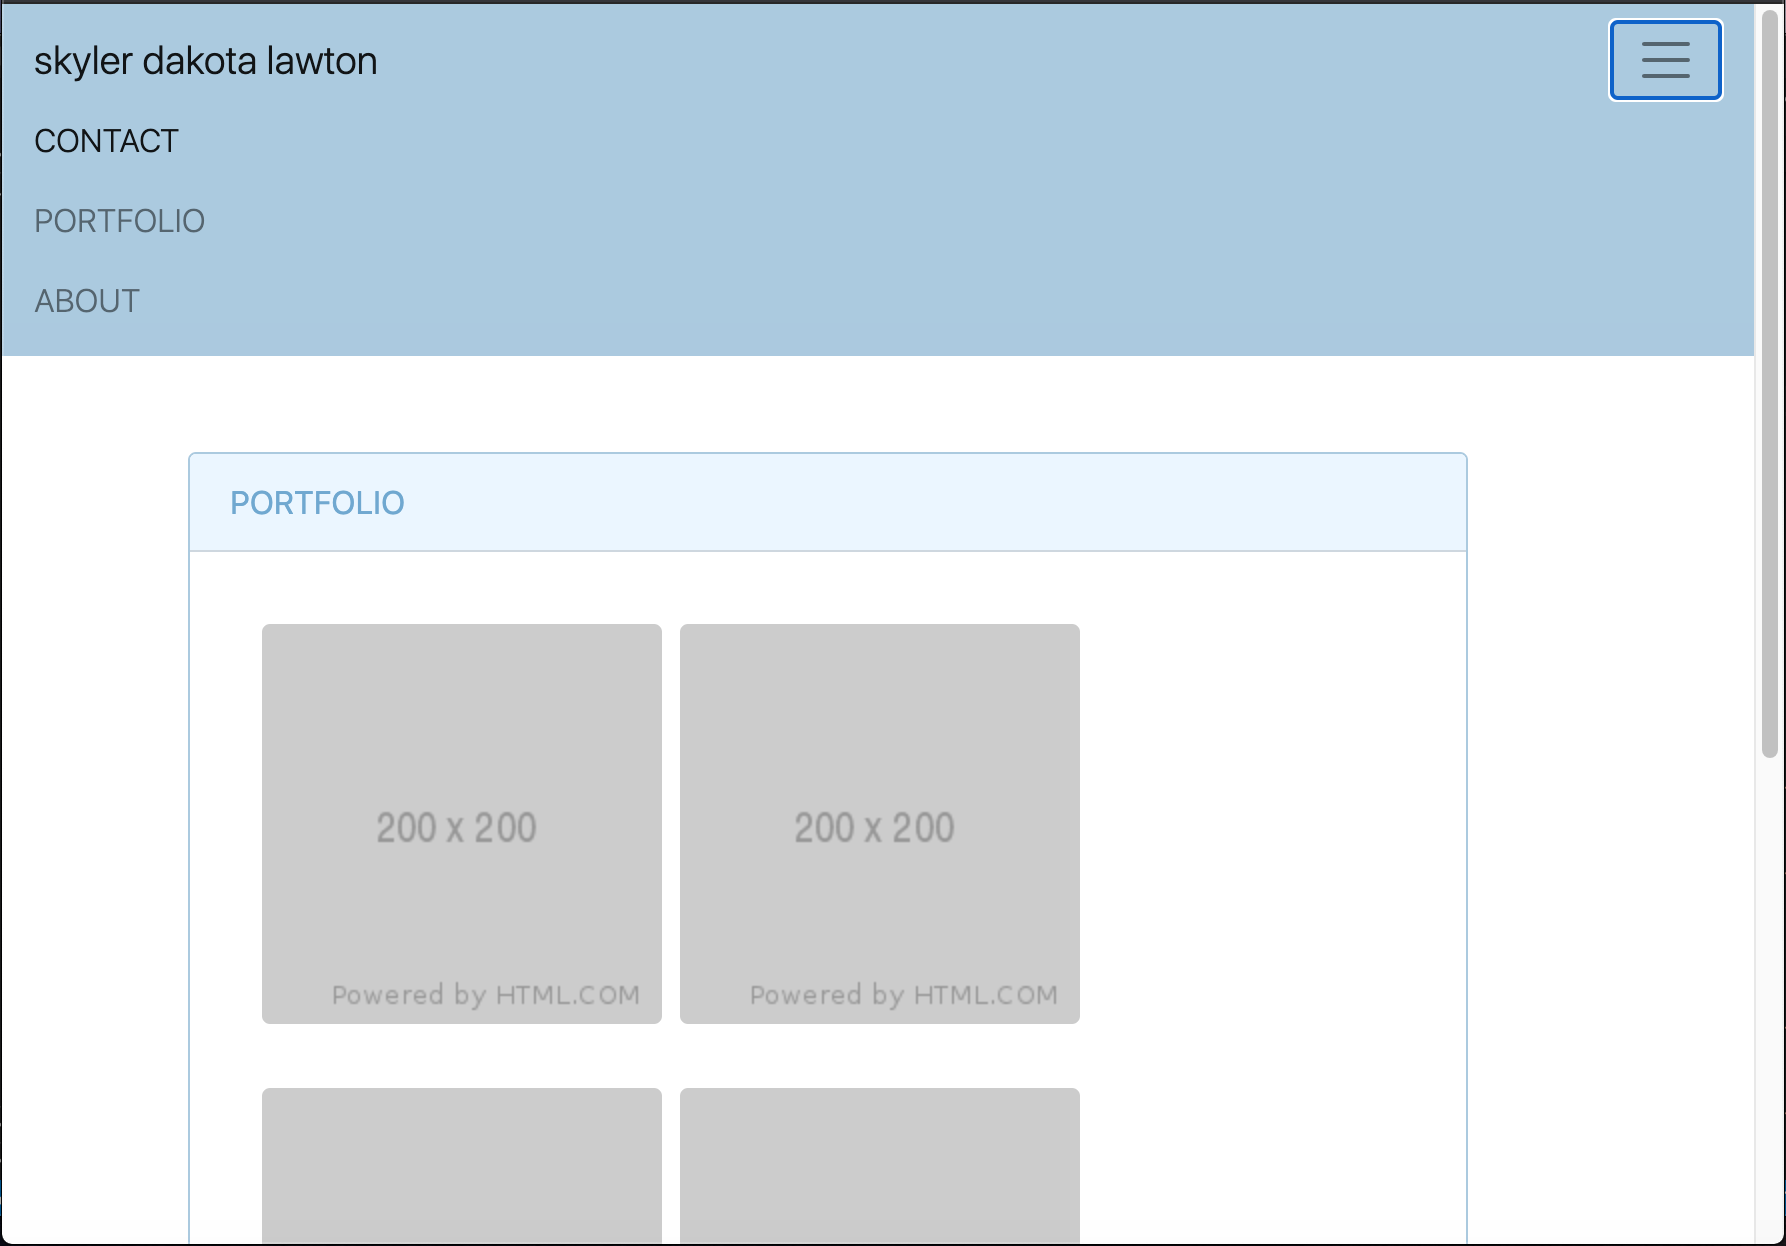 skyler dakota lawton
CONTACT
PORTFOLIO
ABOUT
PORTFOLIO
200 x 200
200 x 200
Powered by HTML.COM
Powered by HTML.COM